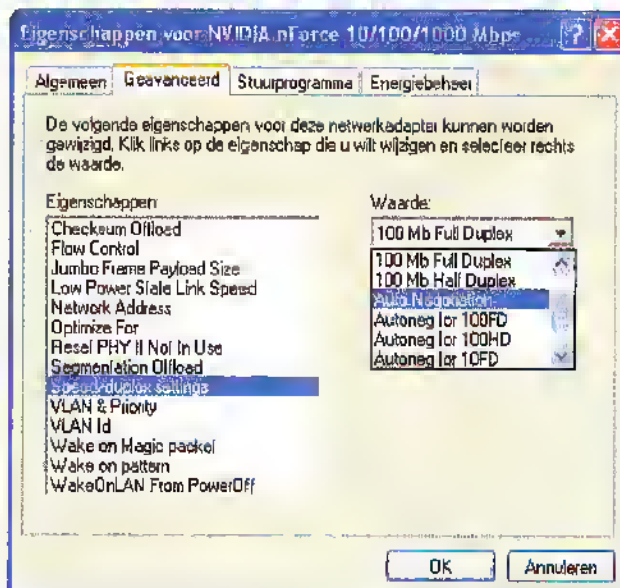 Eigenschappen voor NVIDIA nForce 10/100/1000 Mbps ...
Algemeen Geavanceerd Stuurprogramma Energiebeheer
De volgende eigenschappen voor deze netwerkadapter kunnen worden
gewijzigd. Klik links op de eigenschap die u wilt wijzigen en selecteer rechts
de waarde.
Eigenschappen:
Checksum Offload
Flow Control
Jumbo Frame Payload Size
Low Power State Link Speed
Network Address
Optimize For
Reset PHY If Not In Use
Segmentation Offload
Speed/duplex settings
VLAN & Priority
VLAN Id
Wake on Magic packet
Wake on pattern
WakeOnLAN From PowerOff
Waarde:
100 Mb Full Duplex
100 Mb Full Duplex
100 Mb Half Duplex
Auto Negotiation
Autoneg for 100FD
Autoneg for 100HD
Autoneg for 10FD
OK Annuleren